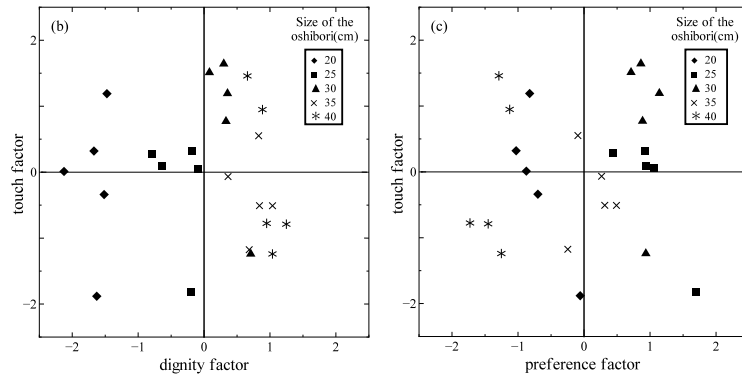 (b)
Size of the
oshibori(cm)
20
25
30
35
40
2
1
0
−1
−2
touch factor
−2
−1
0
1
2
dignity factor
(c)
Size of the
oshibori(cm)
20
25
30
35
40
2
0
−2
touch factor
−2
−1
0
1
2
preference factor